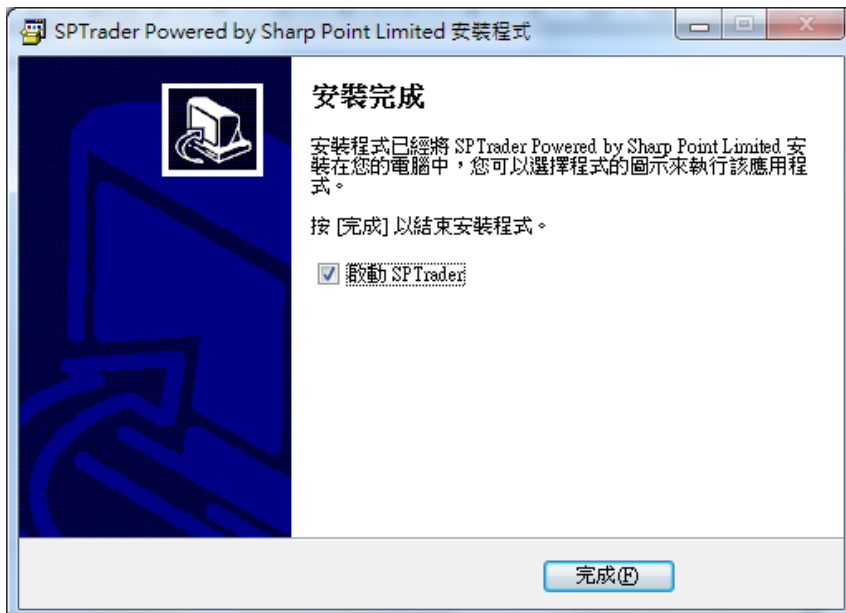 SPTrader Powered by Sharp Point Limited 安裝程式
安裝完成
安裝程式已經將 SPTrader Powered by Sharp Point Limited 安
裝在您的電腦中，您可以選擇程式的圖示來執行該應用程
式。
按 [完成] 以結束安裝程式。
啟動 SPTrader
完成(F)